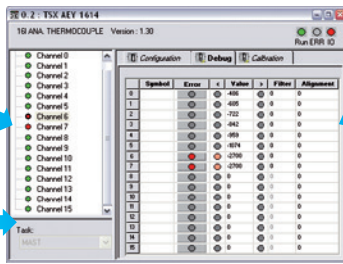 0.2 : TSX AEY 1614
16I ANA. THERMOCOUPLE Version : 1.30
Run ERR IO
Configuration Debug Calibration
Channel 0
Channel 1
Channel 2
Channel 3
Channel 4
Channel 5
Channel 6
Channel 7
Channel 8
Channel 9
Channel 10
Channel 11
Channel 12
Channel 13
Channel 14
Channel 15
Task:
MAST
Symbol Error < Value > Filter Alignment
0 -486 0 0
1 -605 0 0
2 -722 0 0
3 -842 0 0
4 -959 0 0
5 -1074 0 0
6 -2700 0 0
7 -2700 0 0
8 0 0 0
9 0 0 0
10 0 0 0
11 0 0 0
12 0 0 0
13 0 0 0
14 0 0 0
15 0 0 0